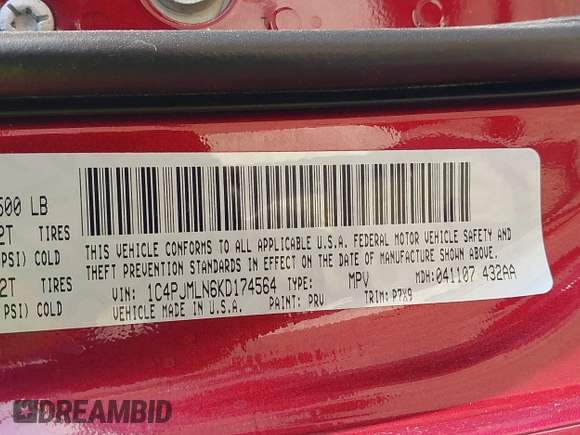 500 LB
2T TIRES
PSI) COLD
2T TIRES
PSI) COLD
THIS VEHICLE CONFORMS TO ALL APPLICABLE U.S.A. FEDERAL MOTOR VEHICLE SAFETY AND
THEFT PREVENTION STANDARDS IN EFFECT ON THE DATE OF MANUFACTURE SHOWN ABOVE.
VIN: 1C4PJMLN6KD174564 TYPE: MPV MDH: 041107 432AA
VEHICLE MADE IN U.S.A. PAINT: PRV TRIM: P7X9
DREAMBID